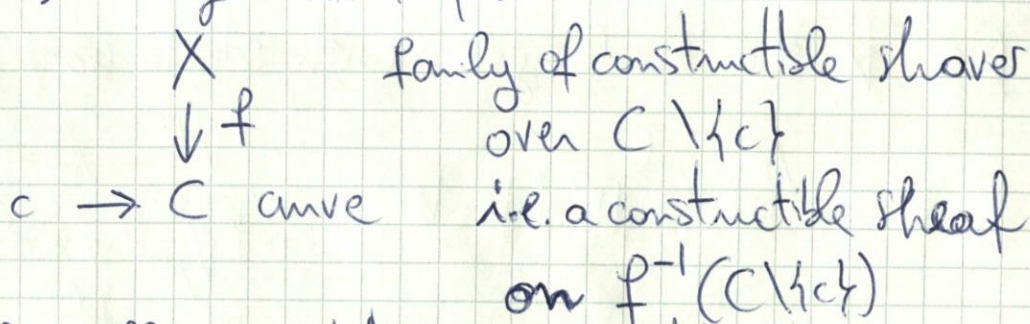 X family of constructible sheaves
↓ f over C \ {c}
c → C curve i.e. a constructible sheaf
on f⁻¹(C\{c})